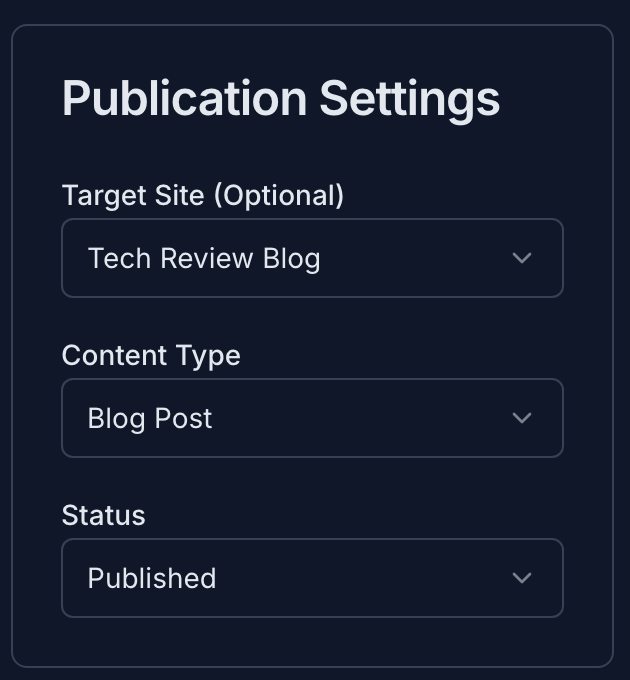 Publication Settings
Target Site (Optional)
Tech Review Blog
Content Type
Blog Post
Status
Published